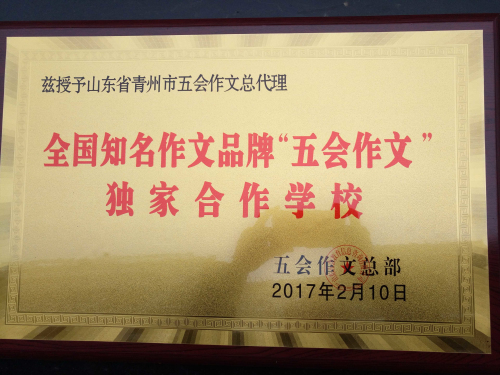 兹授予山东省青州市五会作文总代理
全国知名作文品牌“五会作文”
独家合作学校
五会作文总部
2017年2月10日